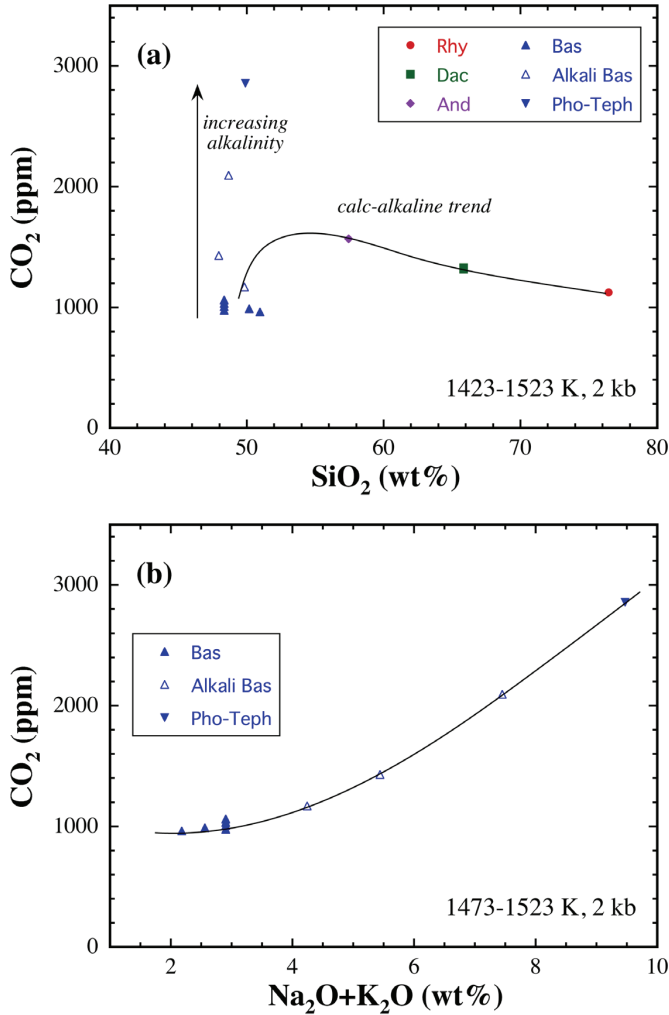 (a)
Rhy
Bas
Dac
Alkali Bas
And
Pho-Teph
increasing
alkalinity
calc-alkaline trend
1423-1523 K, 2 kb
3000
2000
1000
0
CO₂ (ppm)
40
50
60
70
80
SiO₂ (wt%)
(b)
Bas
Alkali Bas
Pho-Teph
1473-1523 K, 2 kb
3000
2000
1000
0
CO₂ (ppm)
2
4
6
8
10
Na₂O+K₂O (wt%)